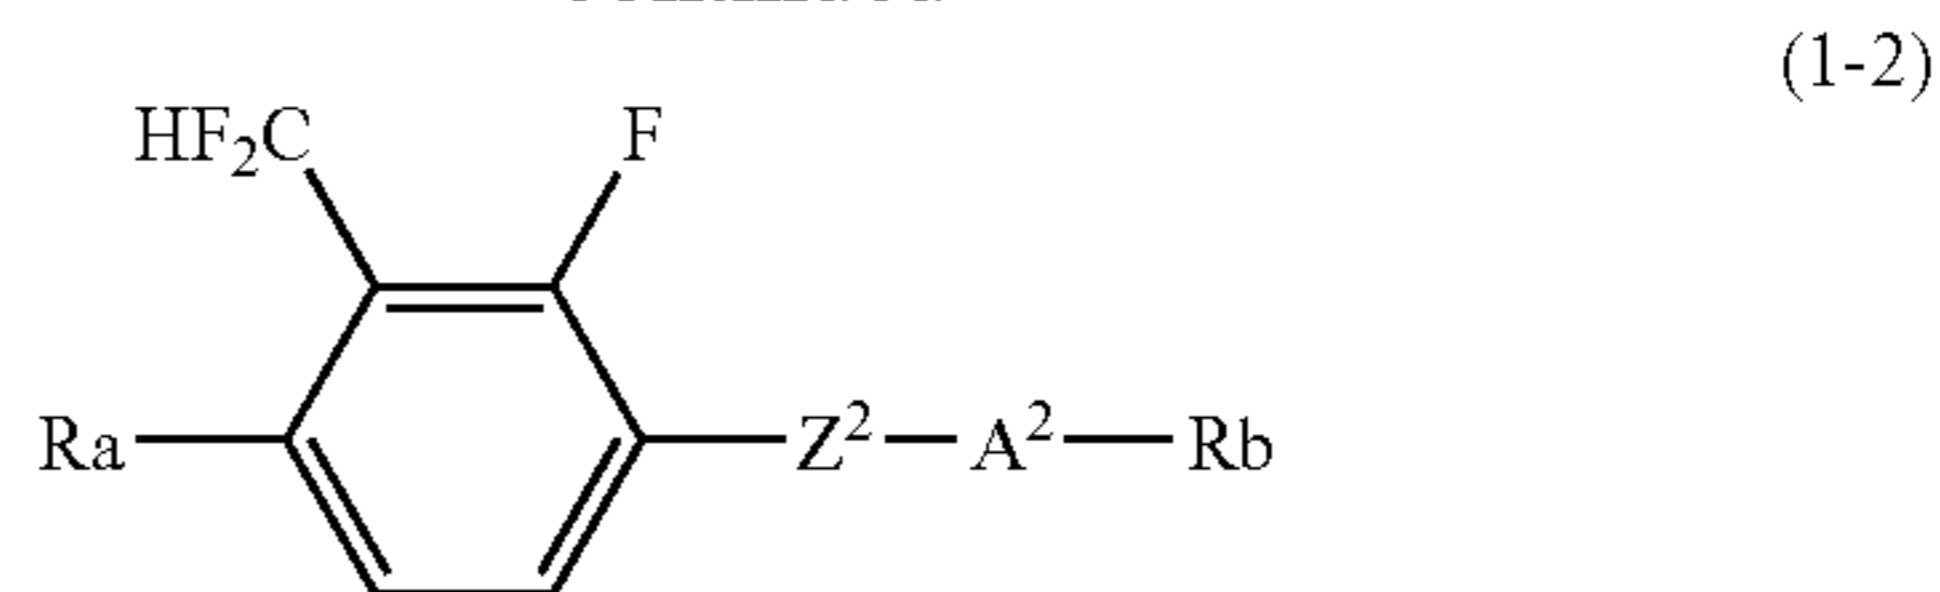 (1-2)
HF₂C F
Ra Z² A² Rb